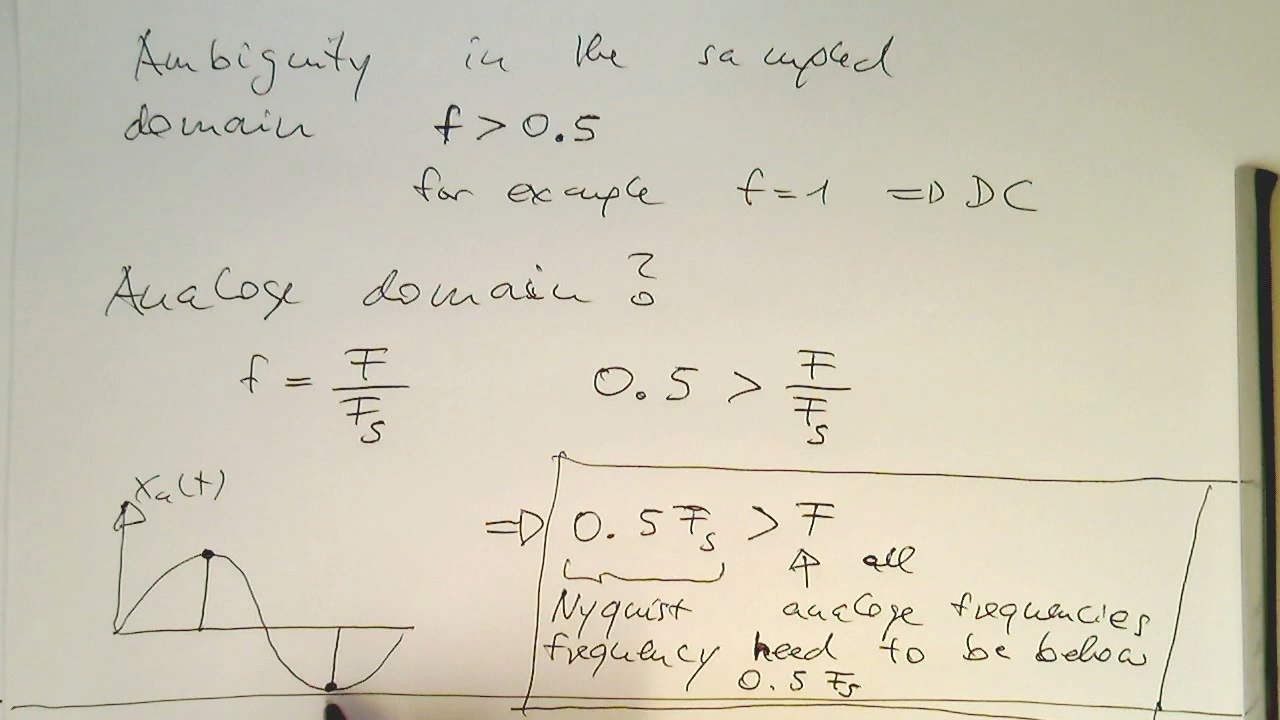 Ambiguity in the sampled
domain f > 0.5
for example f=1 => DC
Analoge domain ?
f = F/Fs 0.5 > F/Fs
xa(t)
=> 0.5 Fs > F
all
Nyquist analoge frequencies
frequency need to be below
0.5 Fs